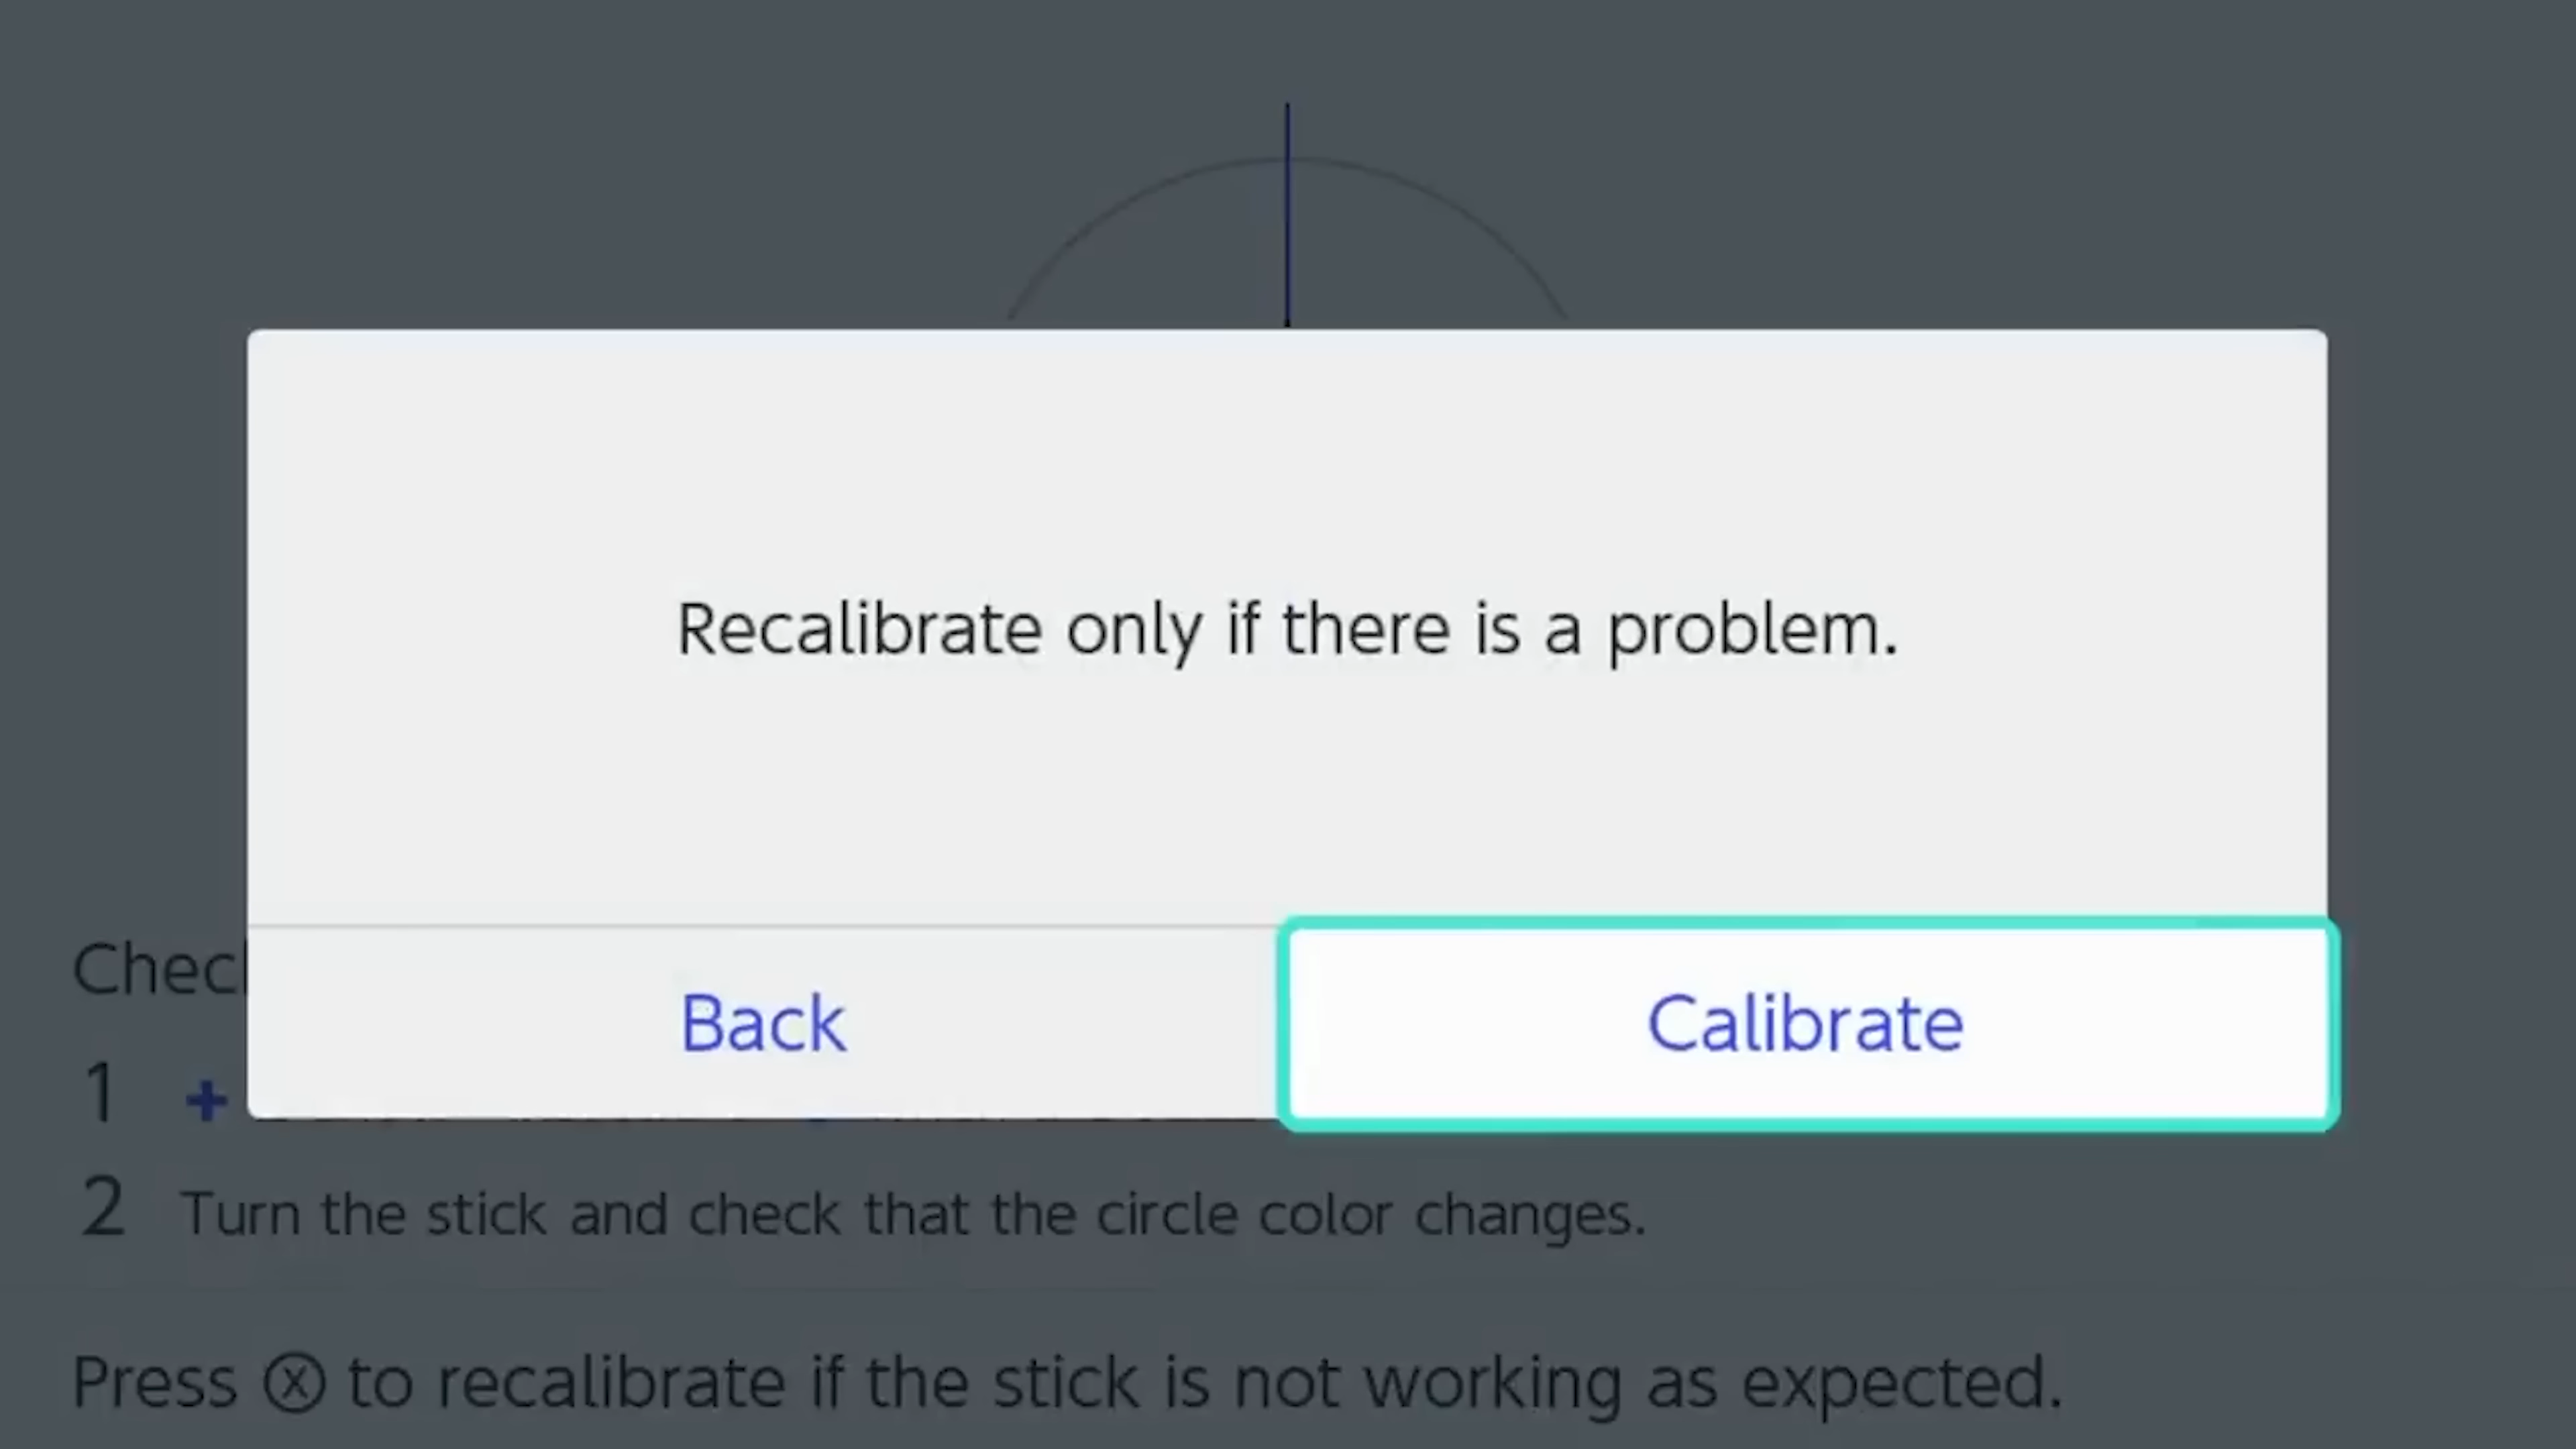 Recalibrate only if there is a problem.
Back
Calibrate
1 +
2 Turn the stick and check that the circle color changes.
Press Ⓧ to recalibrate if the stick is not working as expected.